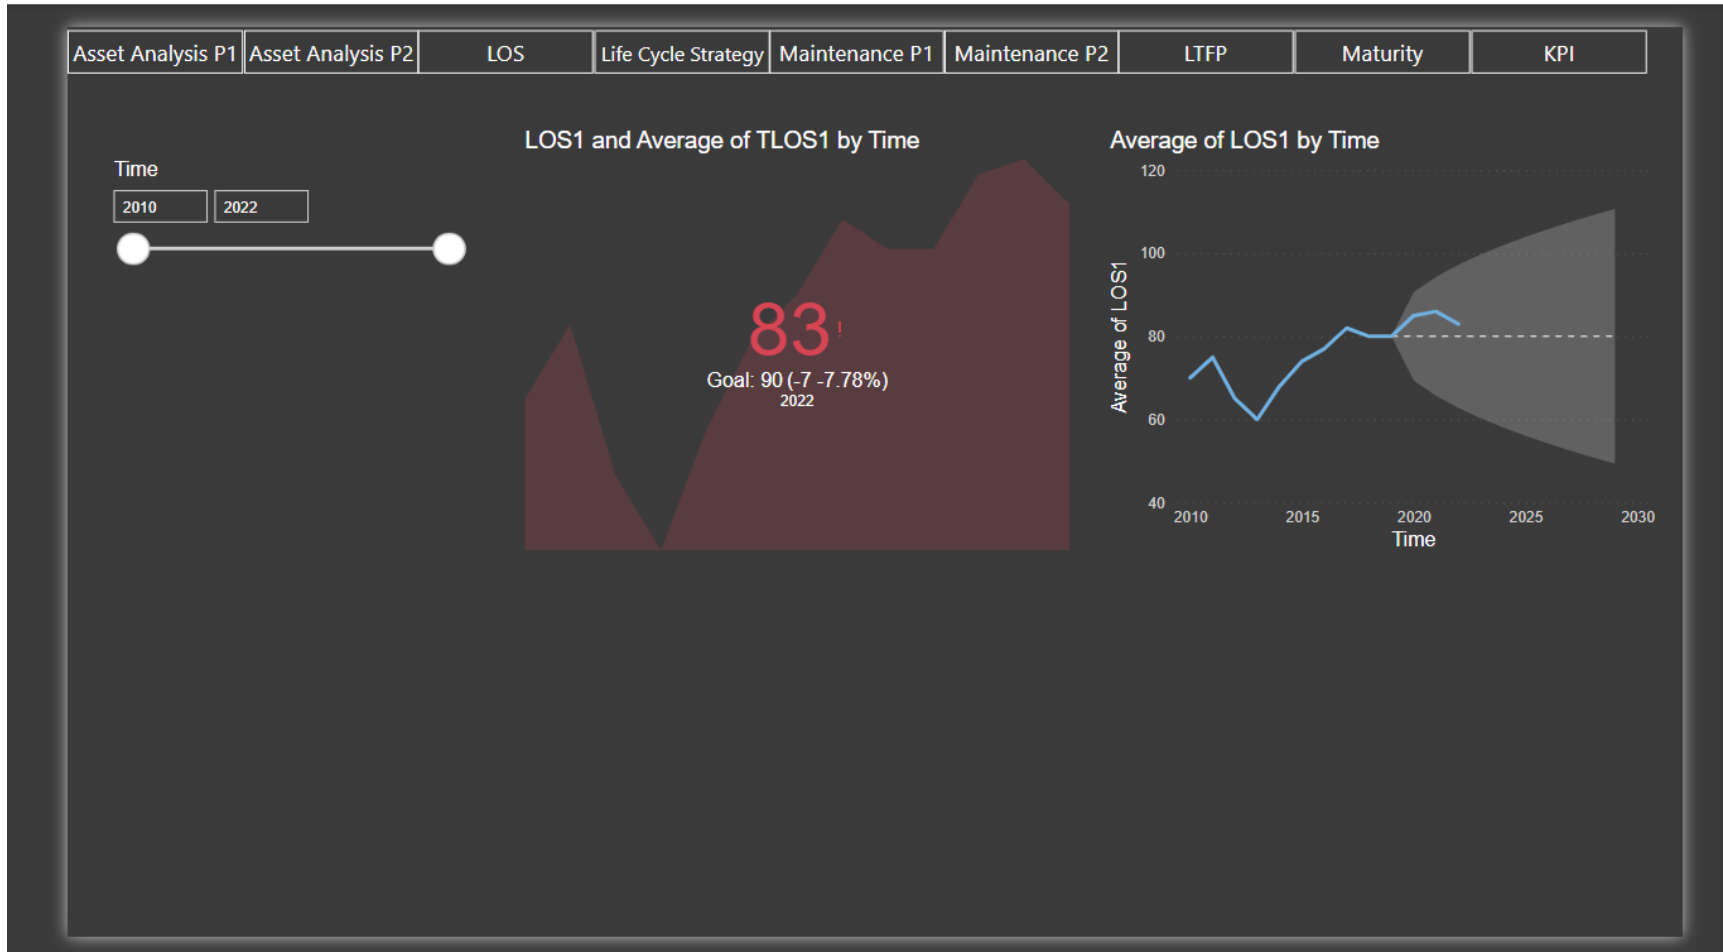 Asset Analysis P1 Asset Analysis P2 LOS Life Cycle Strategy Maintenance P1 Maintenance P2 LTFP Maturity KPI
Time
2010 2022
LOS1 and Average of TLOS1 by Time
83 !
Goal: 90 (-7 -7.78%)
2022
Average of LOS1 by Time
Average of LOS1
120
100
80
60
40
2010 2015 2020 2025 2030
Time